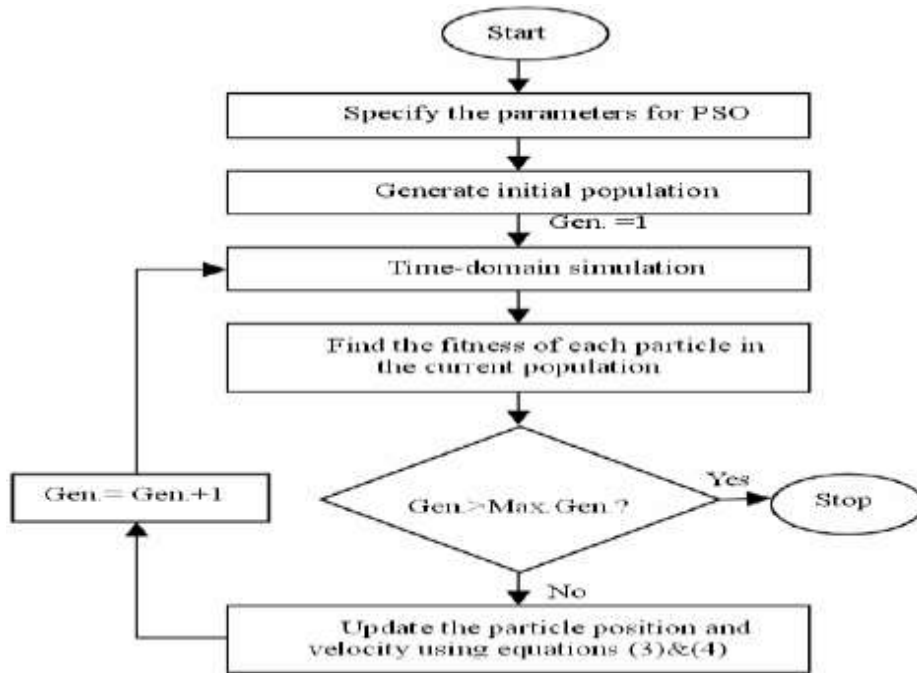 Start
Specify the parameters for PSO
Generate initial population
Gen. =1
Time-domain simulation
Find the fitness of each particle in
the current population
Gen.>Max. Gen.?
Yes
Stop
No
Update the particle position and
velocity using equations (3)&(4)
Gen.= Gen.+1